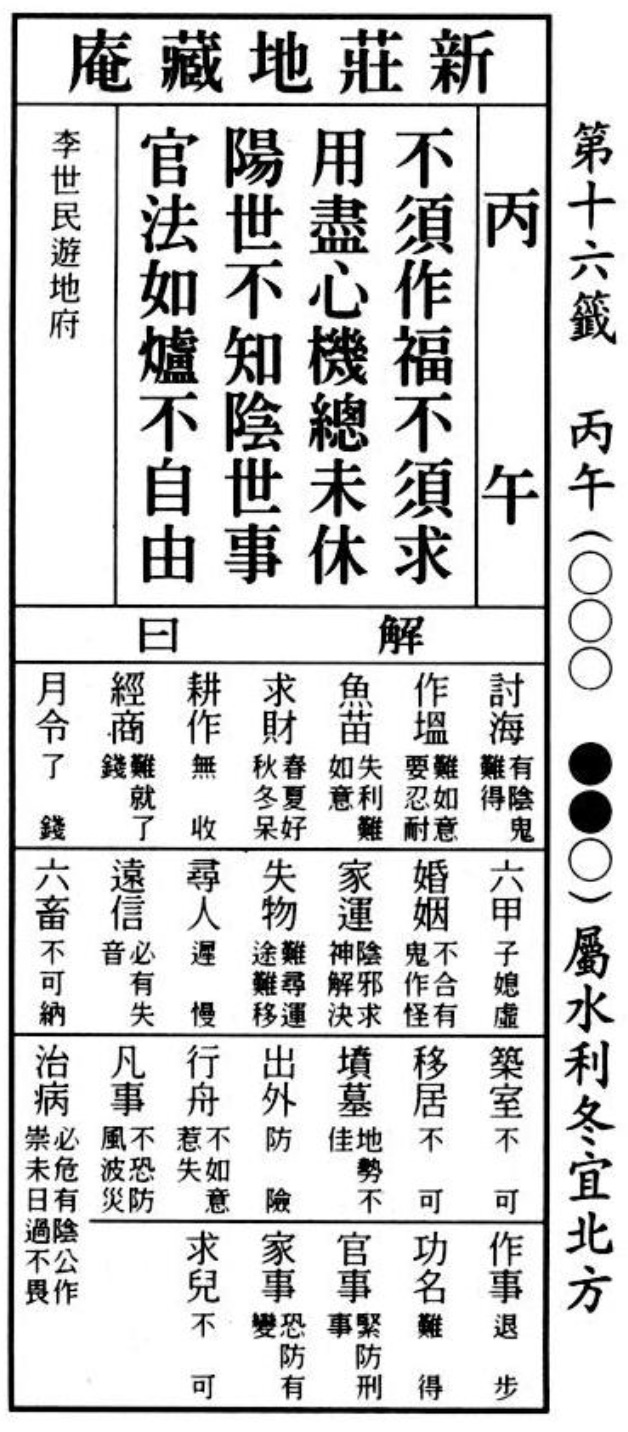 第十六籤 丙午(○○○ ●●○)屬水利冬宜北方
新莊地藏庵
丙午
不須作福不須求
用盡心機總未休
陽世不知陰世事
官法如爐不自由
李世民遊地府
解曰
討海 有陰鬼難得
作塭 難如意要忍耐
魚苗 失利難如意
求財 春夏好秋冬呆
耕作 無收
經商 難就了錢
月令 了錢
六甲 子媳虛
婚姻 不合有鬼作怪
家運 陰邪求神解決
失物 難尋運途難移
尋人 遲慢
遠信 必有失音
六畜 不可納
築室 不可
移居 不可
墳墓 地勢不佳
出外 防險
行舟 不如意惹失
凡事 不恐防風波災
治病 必危有陰公作崇未日過不畏
作事 退步
功名 難得
官事 緊防刑事
家事 恐防有變
求兒 不可